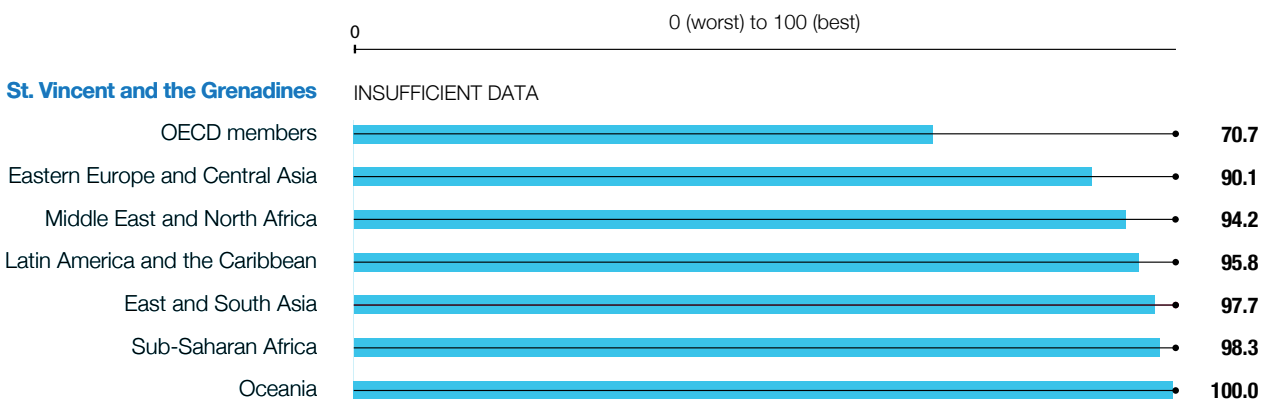 0 (worst) to 100 (best)
0
St. Vincent and the Grenadines INSUFFICIENT DATA
OECD members 70.7
Eastern Europe and Central Asia 90.1
Middle East and North Africa 94.2
Latin America and the Caribbean 95.8
East and South Asia 97.7
Sub-Saharan Africa 98.3
Oceania 100.0